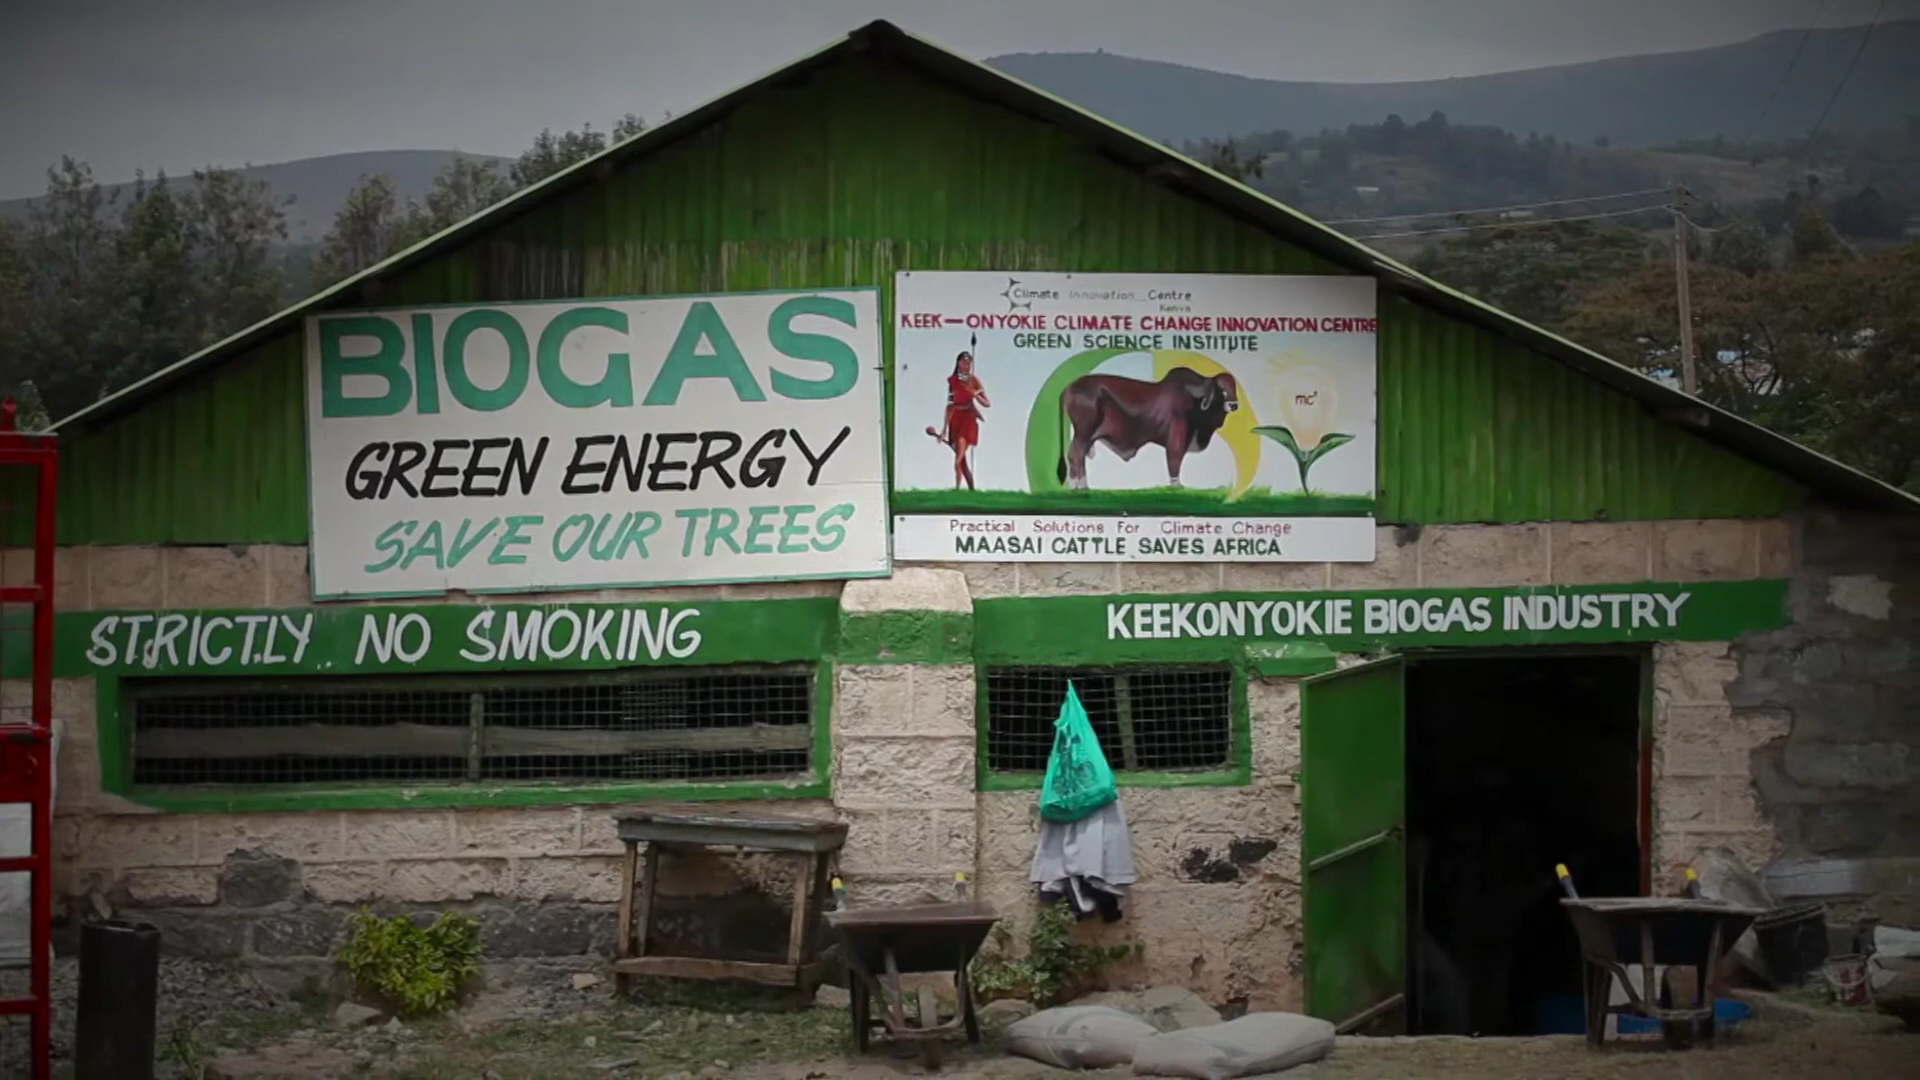 BIOGAS
GREEN ENERGY
SAVE OUR TREES
Climate Innovation Centre
Kenya
KEEK—ONYOKIE CLIMATE CHANGE INNOVATION CENTRE
GREEN SCIENCE INSTITUTE
mc²
Practical Solutions For Climate Change
MAASAI CATTLE SAVES AFRICA
STRICTLY NO SMOKING
KEEKONYOKIE BIOGAS INDUSTRY